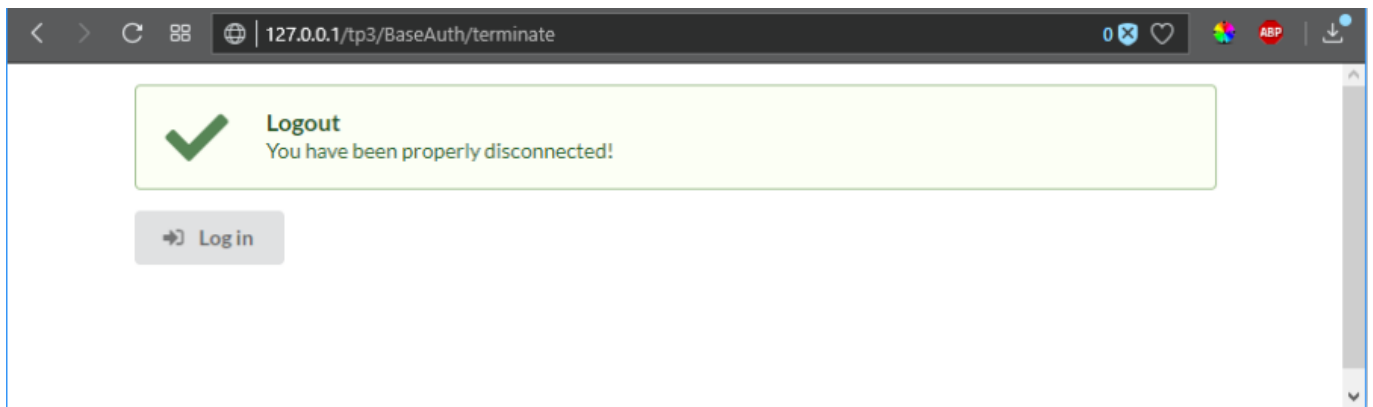 127.0.0.1/tp3/BaseAuth/terminate
0
ABP
Logout
You have been properly disconnected!
Log in